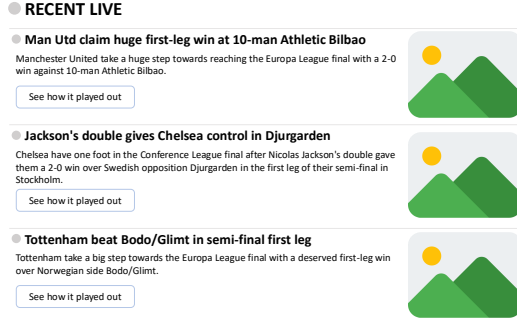 RECENT LIVE
Man Utd claim huge first-leg win at 10-man Athletic Bilbao
Manchester United take a huge step towards reaching the Europa League final with a 2-0
win against 10-man Athletic Bilbao.
See how it played out
Jackson's double gives Chelsea control in Djurgarden
Chelsea have one foot in the Conference League final after Nicolas Jackson's double gave
them a 2-0 win over Swedish opposition Djurgarden in the first leg of their semi-final in
Stockholm.
See how it played out
Tottenham beat Bodo/Glimt in semi-final first leg
Tottenham take a big step towards the Europa League final with a deserved first-leg win
over Norwegian side Bodo/Glimt.
See how it played out